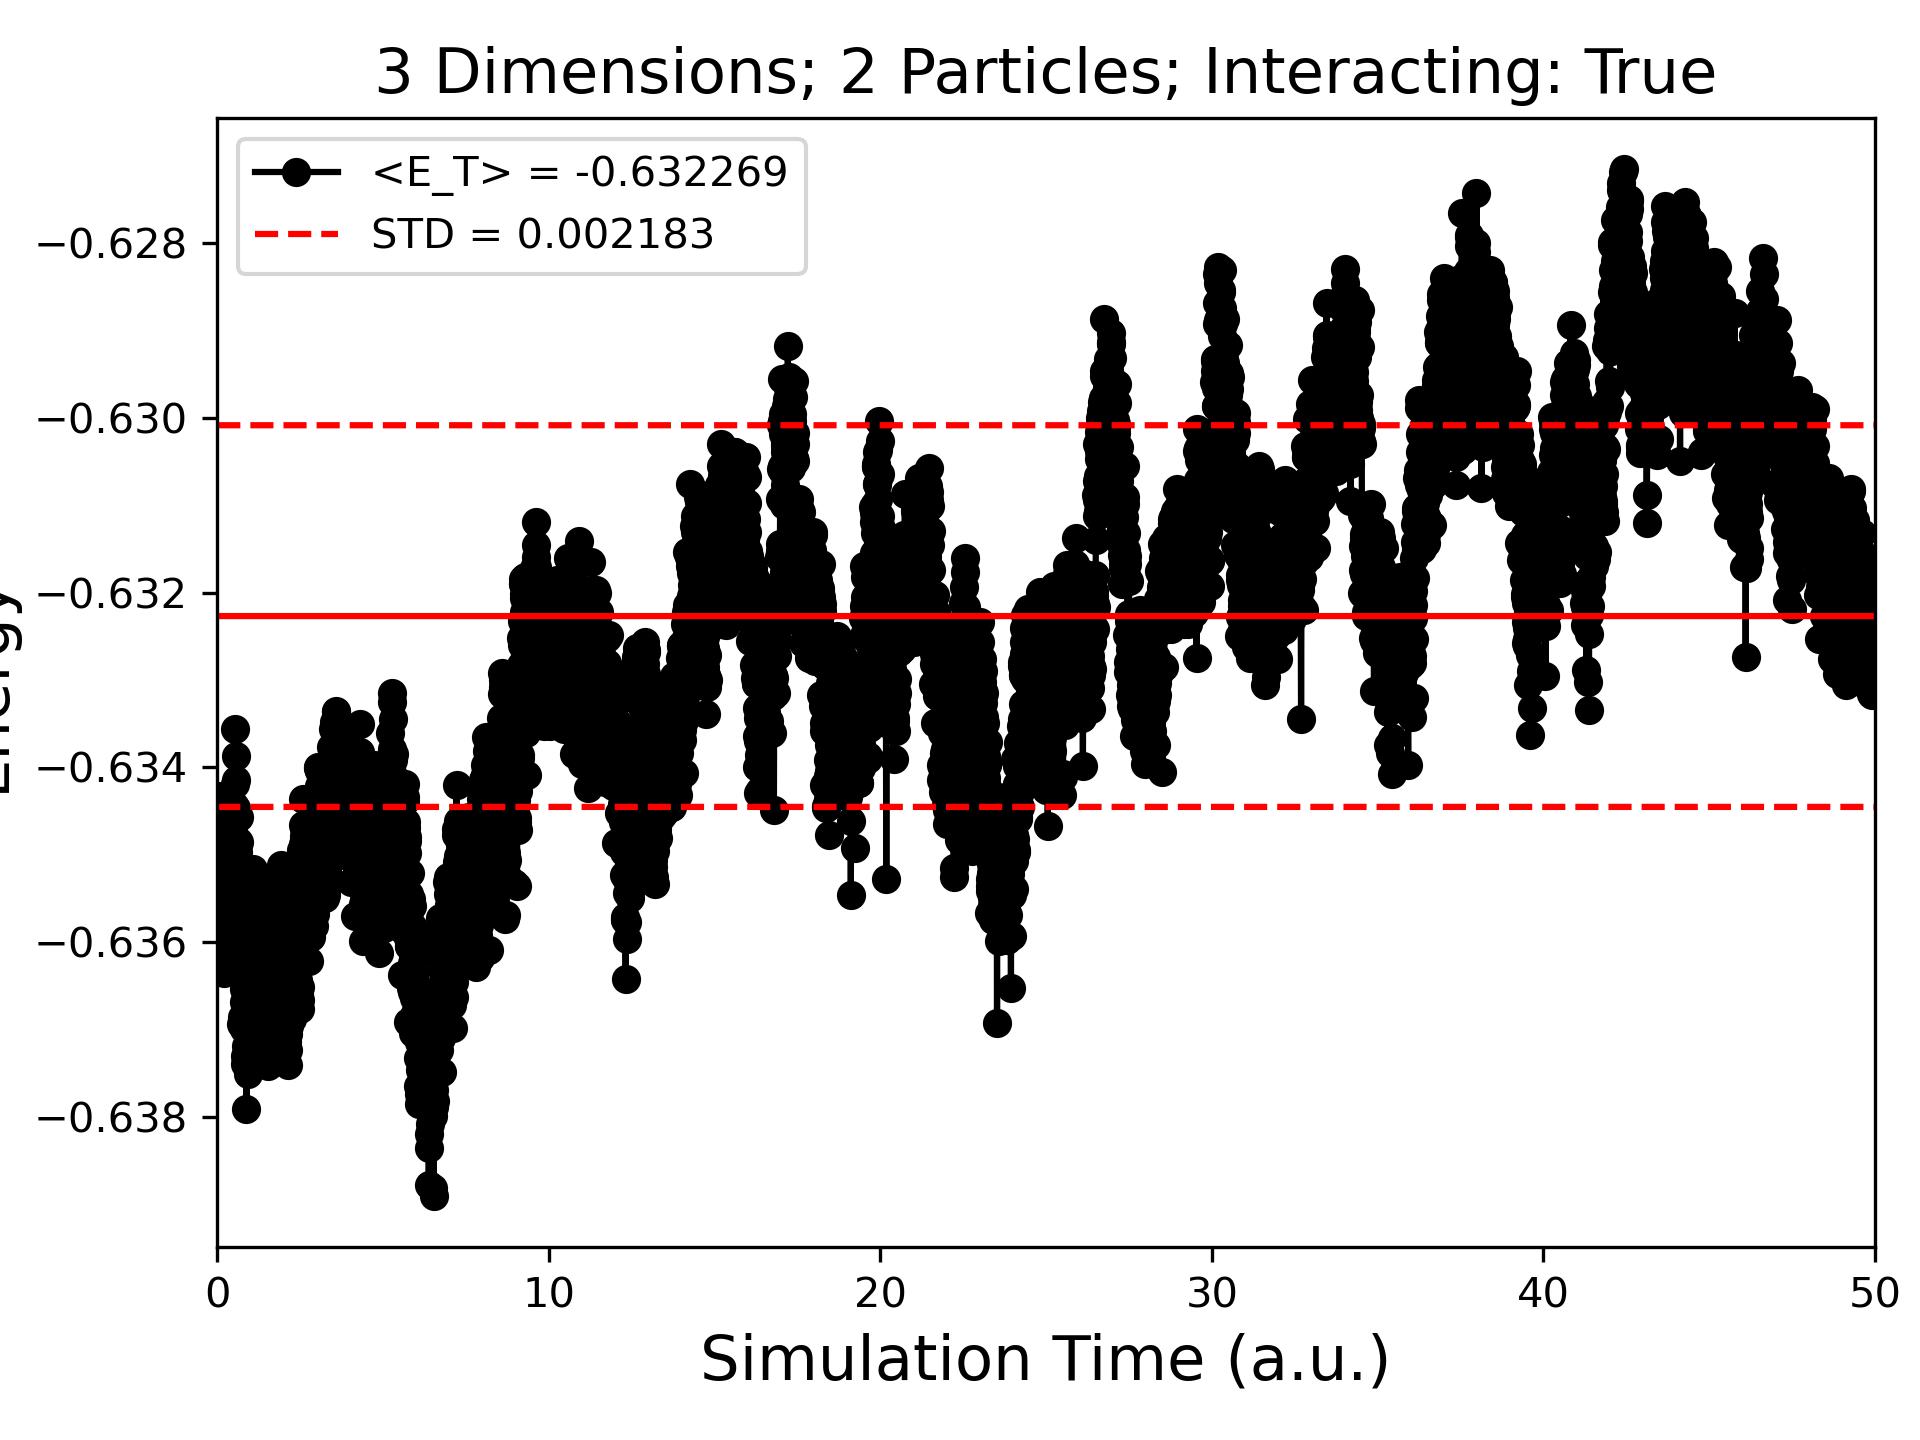 3 Dimensions; 2 Particles; Interacting: True
<E_T> = -0.632269
STD = 0.002183
Energy
−0.628
−0.630
−0.632
−0.634
−0.636
−0.638
0 10 20 30 40 50
Simulation Time (a.u.)